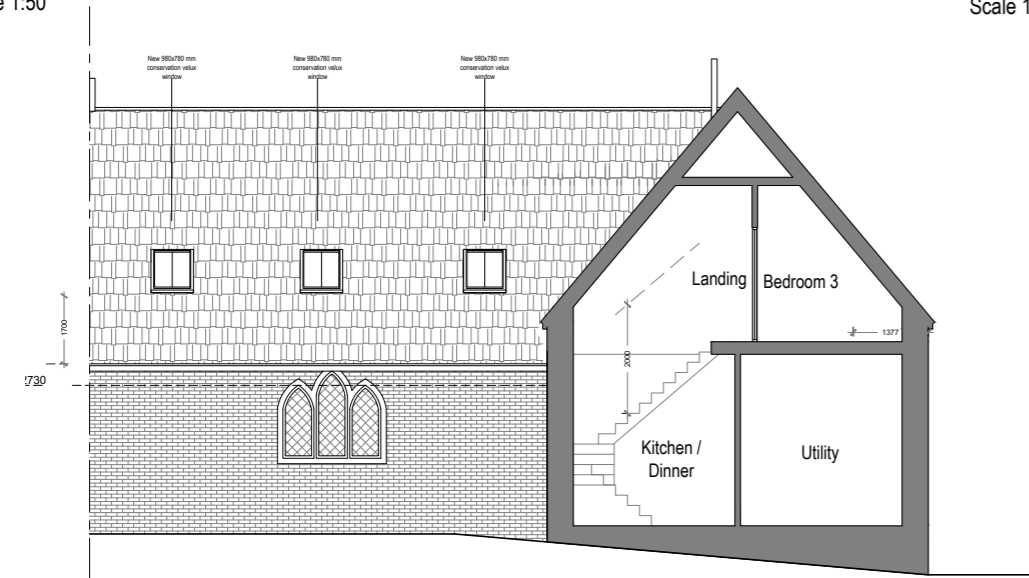 1:50
Scale 1
New 980x780 mm
conservation velux
window
New 980x780 mm
conservation velux
window
New 980x780 mm
conservation velux
window
Landing
Bedroom 3
1700
2000
1377
2730
Kitchen /
Dinner
Utility